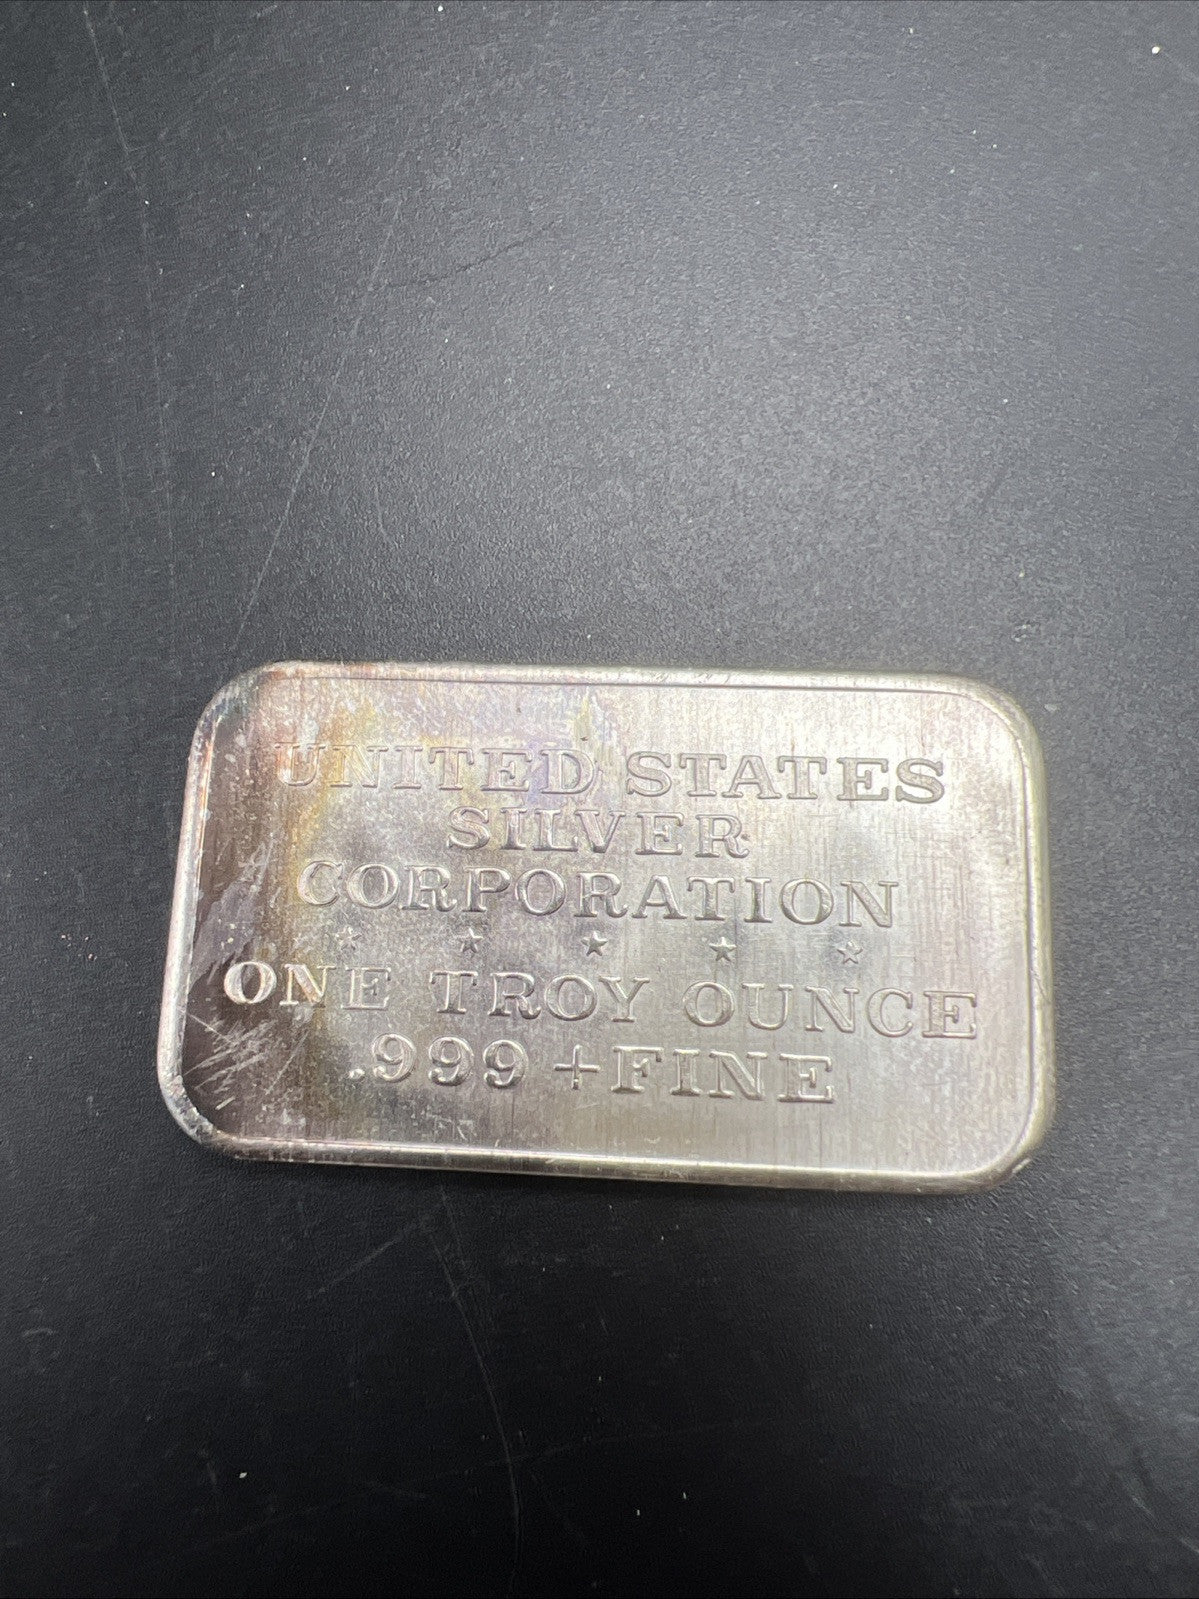 UNITED STATES
SILVER
CORPORATION
★ ★ ★ ★ ★
ONE TROY OUNCE
.999+FINE